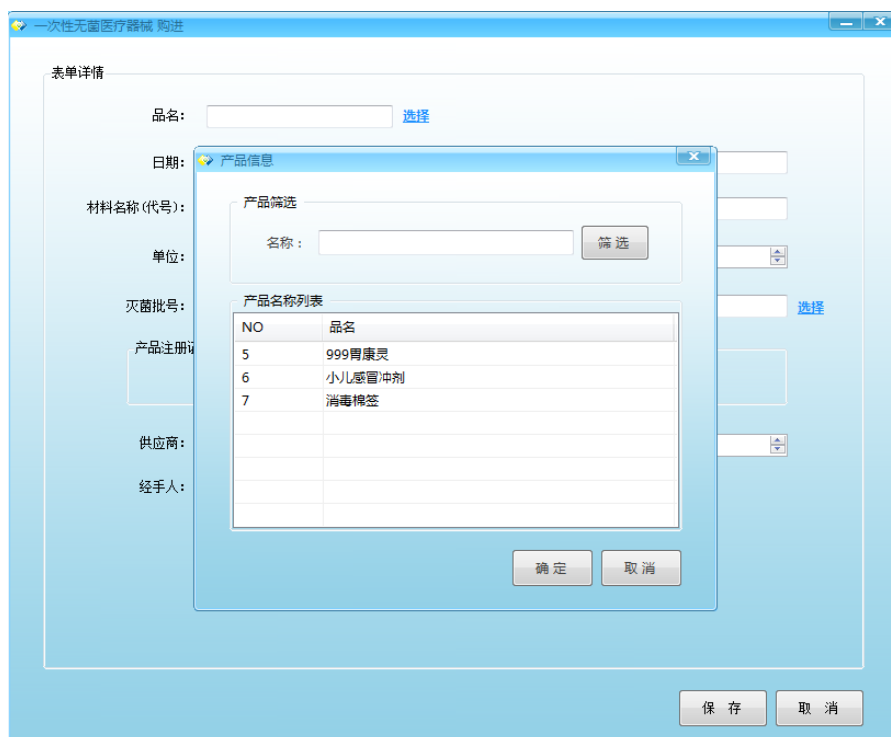 一次性无菌医疗器械 购进
表单详情
品名： 选择
日期：
产品信息
材料名称(代号)：
产品筛选
名称： 筛 选
单位：
灭菌批号： 选择
产品名称列表
NO 品名
产品注册
5 999胃康灵
6 小儿感冒冲剂
7 消毒棉签
供应商：
经手人：
确 定 取 消
保 存 取 消